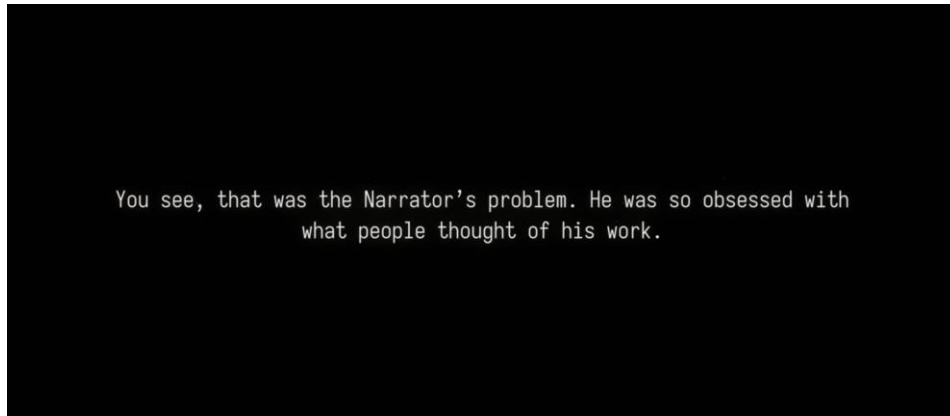 You see, that was the Narrator’s problem. He was so obsessed with
what people thought of his work.